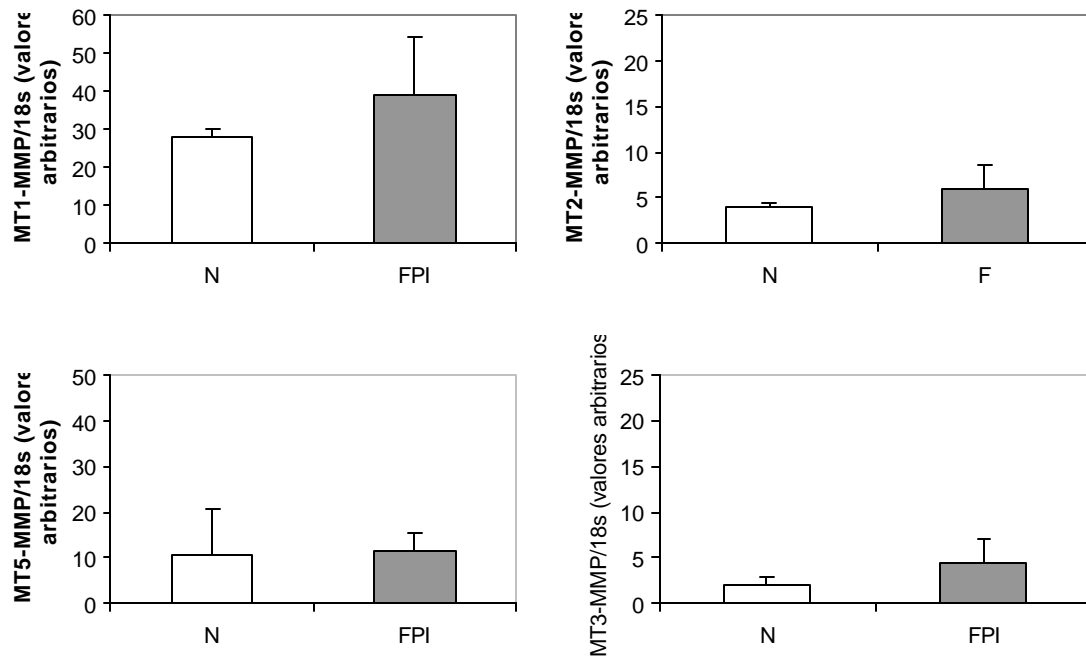 MT1-MMP/18s (valore
arbitrarios)
60
50
40
30
20
10
0
N FPI
MT2-MMP/18s (valore
arbitrarios)
25
20
15
10
5
0
N F
MT5-MMP/18s (valore
arbitrarios)
50
40
30
20
10
0
N FPI
MT3-MMP/18s (valores arbitrarios
25
20
15
10
5
0
N FPI